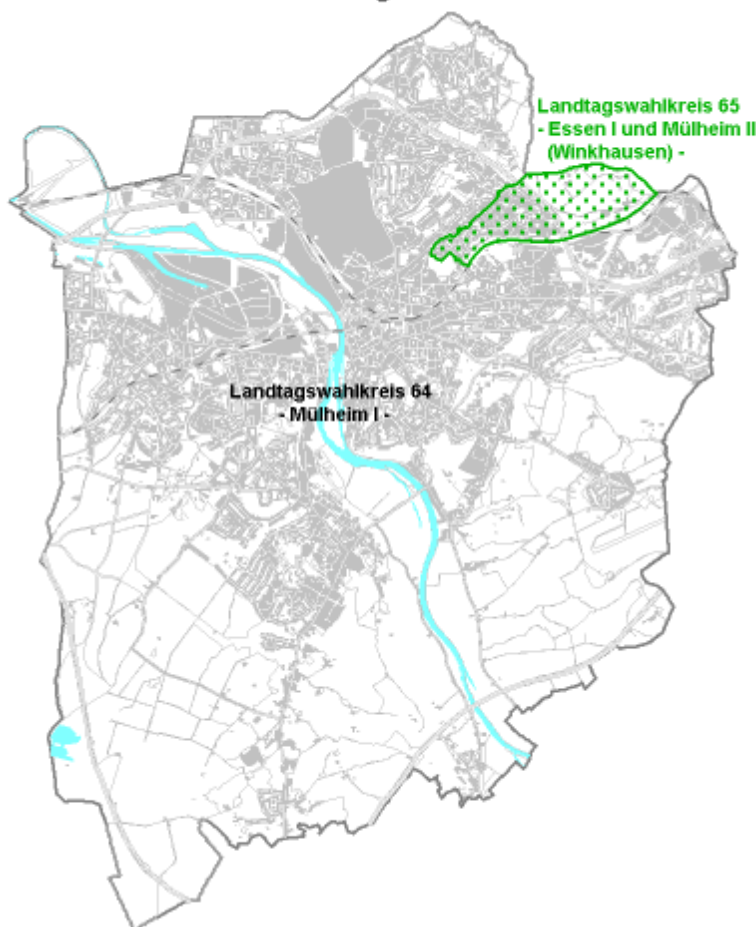 Landtagswahlkreis 65
- Essen I und Mülheim II
(Winkhausen) -
Landtagswahlkreis 64
- Mülheim I -